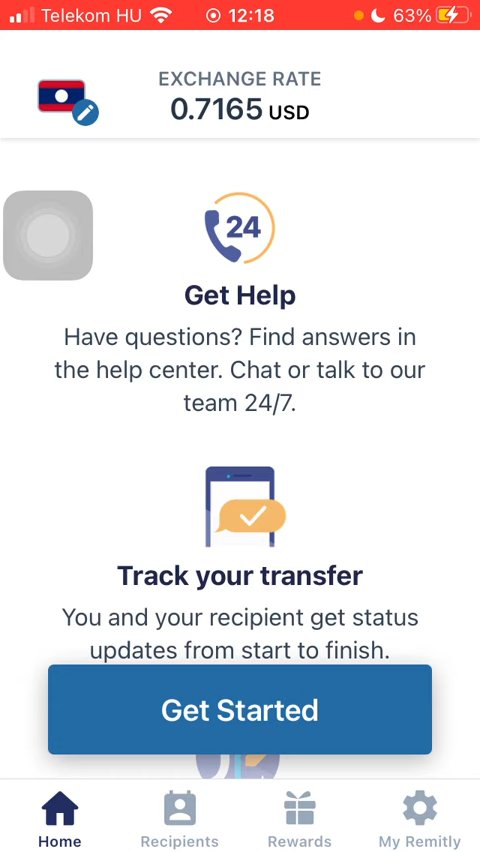 Telekom HU 12:18 63%
EXCHANGE RATE
0.7165 USD
24
Get Help
Have questions? Find answers in
the help center. Chat or talk to our
team 24/7.
Track your transfer
You and your recipient get status
updates from start to finish.
Get Started
Home Recipients Rewards My Remitly